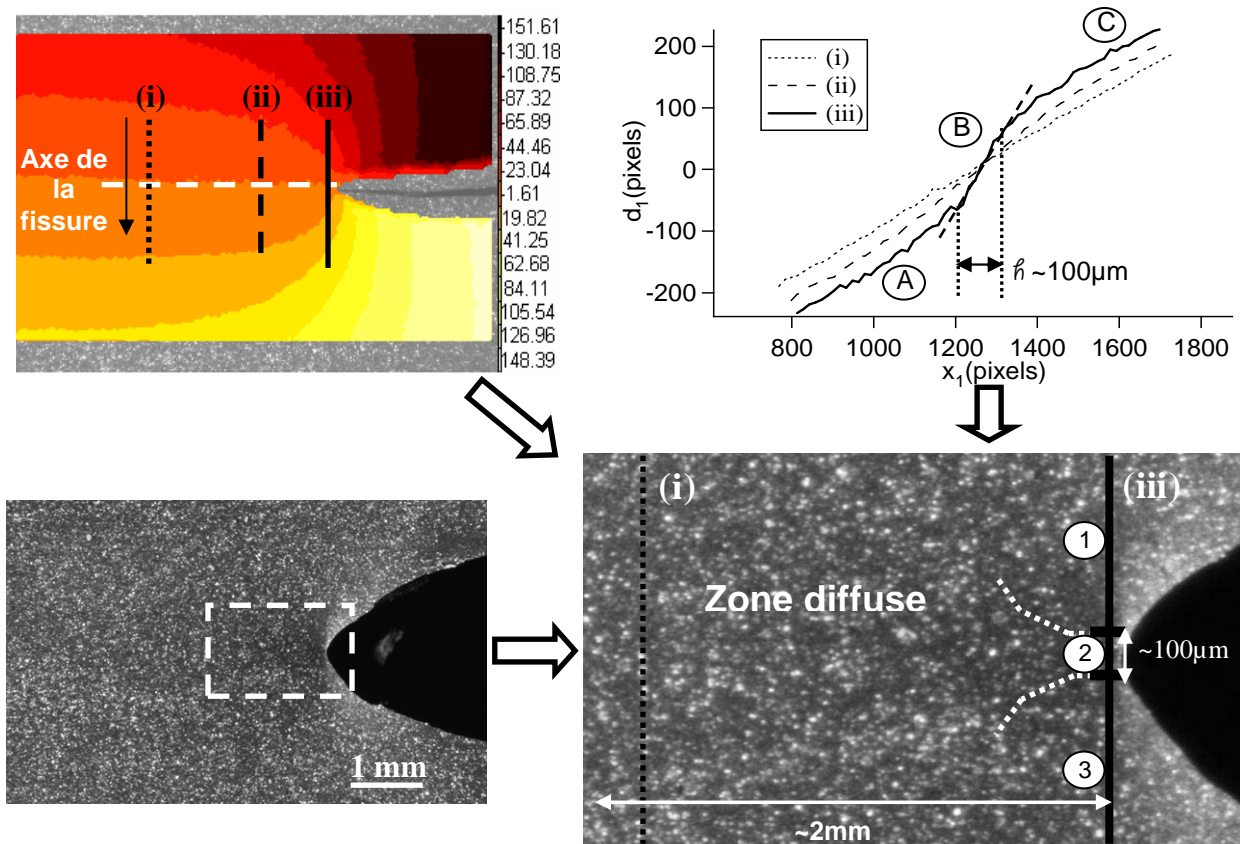 (i)
(ii)
(iii)
Axe de
la
fissure
151.61
130.18
108.75
87.32
65.89
44.46
23.04
1.61
19.82
41.25
62.68
84.11
105.54
126.96
148.39
200
100
0
-100
-200
d1(pixels)
(i)
(ii)
(iii)
C
B
A
ℏ ~100µm
800
1000
1200
1400
1600
1800
x1(pixels)
1 mm
(i)
(iii)
1
Zone diffuse
2
~100µm
3
~2mm